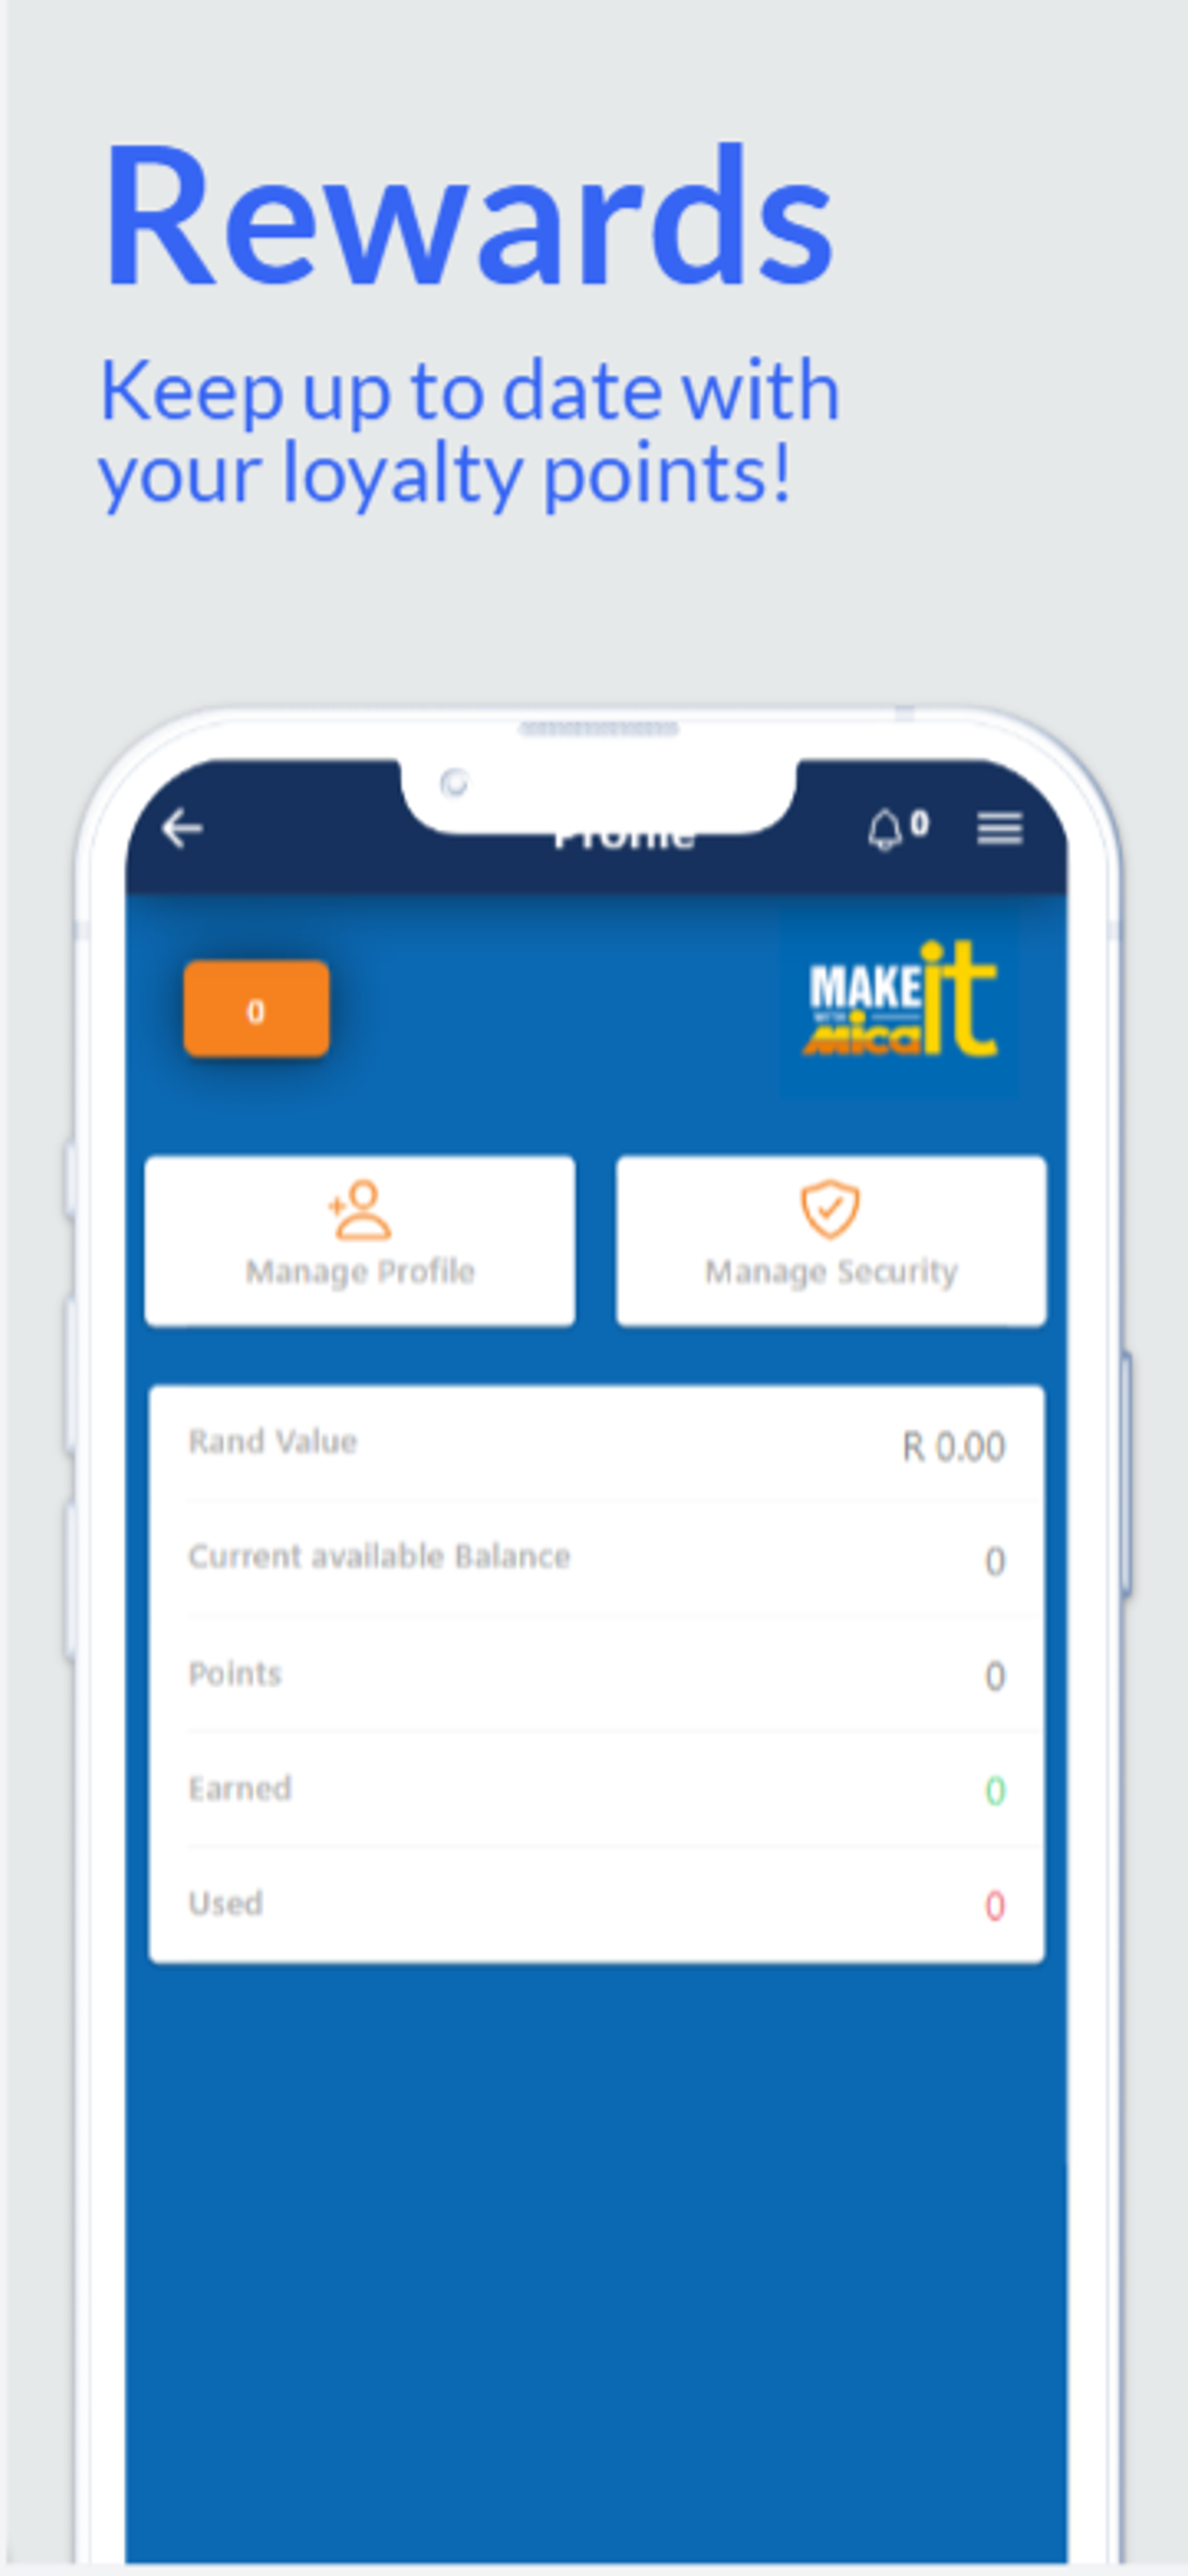 Rewards
Keep up to date with
your loyalty points!
Profile
0
0
MAKE it
WITH
mica
Manage Profile
Manage Security
Rand Value
R 0.00
Current available Balance
0
Points
0
Earned
0
Used
0